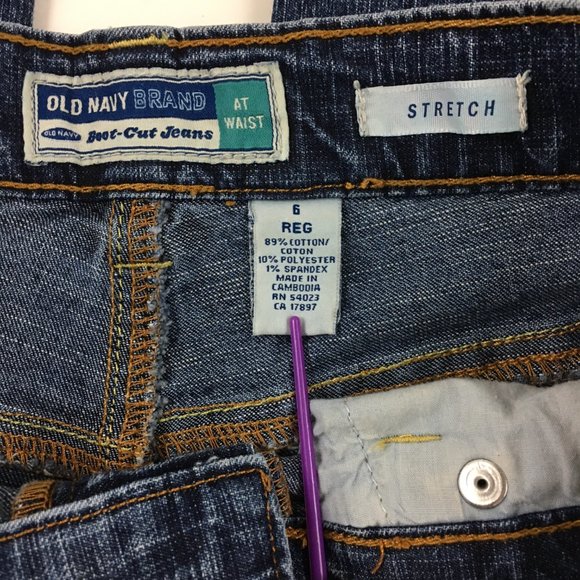 OLD NAVY BRAND
AT
WAIST
OLD NAVY Boot-Cut Jeans
STRETCH
6
REG
89% COTTON/
COTON
10% POLYESTER
1% SPANDEX
MADE IN
CAMBODIA
RN 54023
CA 17897